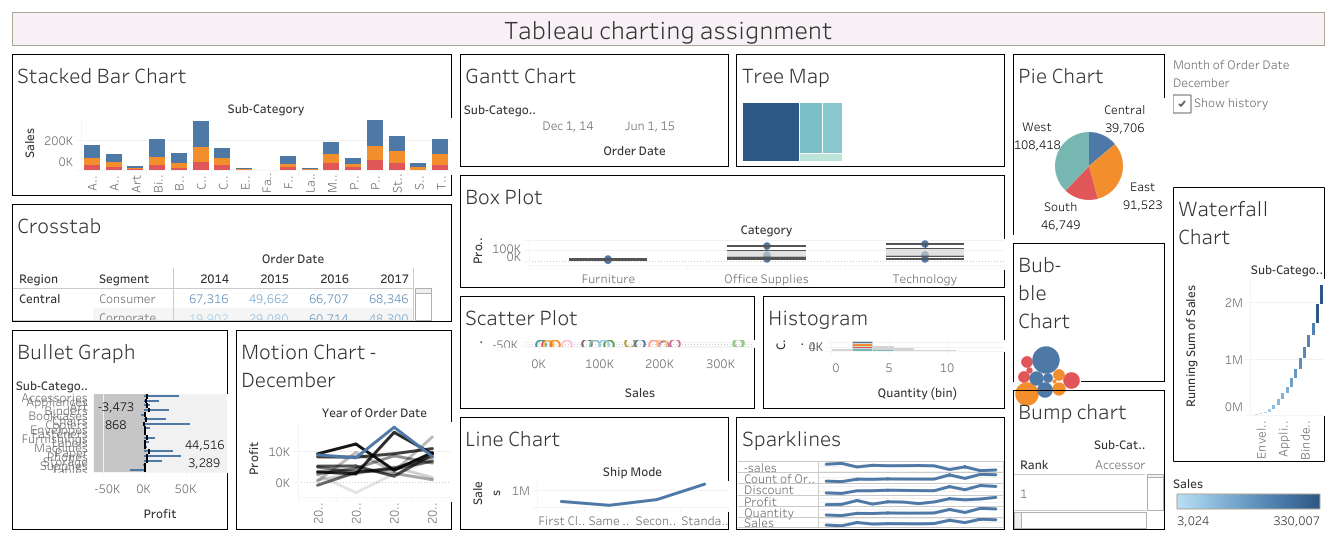 Tableau charting assignment
Stacked Bar Chart
Sub-Category
Sales
200K
0K
A..
A..
Art
Bi..
B..
C..
C..
E..
Fa..
F..
La..
M..
P..
P..
St..
S..
T..
Crosstab
Order Date
Region Segment 2014 2015 2016 2017
Central Consumer 67,316 49,662 66,707 68,346
Corporate 19,902 29,080 60,714 48,300
Bullet Graph
Sub-Catego..
Accessories
Appliances
Art
Binders
Bookcases
Chairs
Copiers
Envelopes
Fasteners
Furnishings
Machines
Paper
Phones
Storage
Supplies
Tables
-3,473
868
44,516
3,289
-50K 0K 50K
Profit
Motion Chart -
December
Year of Order Date
Profit
10K
0K
20..
20..
20..
20..
Gantt Chart
Sub-Catego..
Dec 1, 14 Jun 1, 15
Order Date
Tree Map
Box Plot
Category
Pro..
100K
0K
Furniture Office Supplies Technology
Scatter Plot
-50K
0K 100K 200K 300K
Sales
Histogram
C..
0K
0 5 10
Quantity (bin)
Line Chart
Ship Mode
Sale
s
1M
First Cl.. Same .. Secon.. Standa..
Sparklines
-sales
Count of Or..
Discount
Profit
Quantity
Sales
Pie Chart
Central
39,706
West
108,418
East
91,523
South
46,749
Bub-
ble
Chart
Bump chart
Sub-Cat..
Rank Accessor
1
Month of Order Date
December
Show history
Waterfall
Chart
Sub-Catego..
Running Sum of Sales
2M
1M
0M
Envel..
Appli..
Binde..
Sales
3,024 330,007